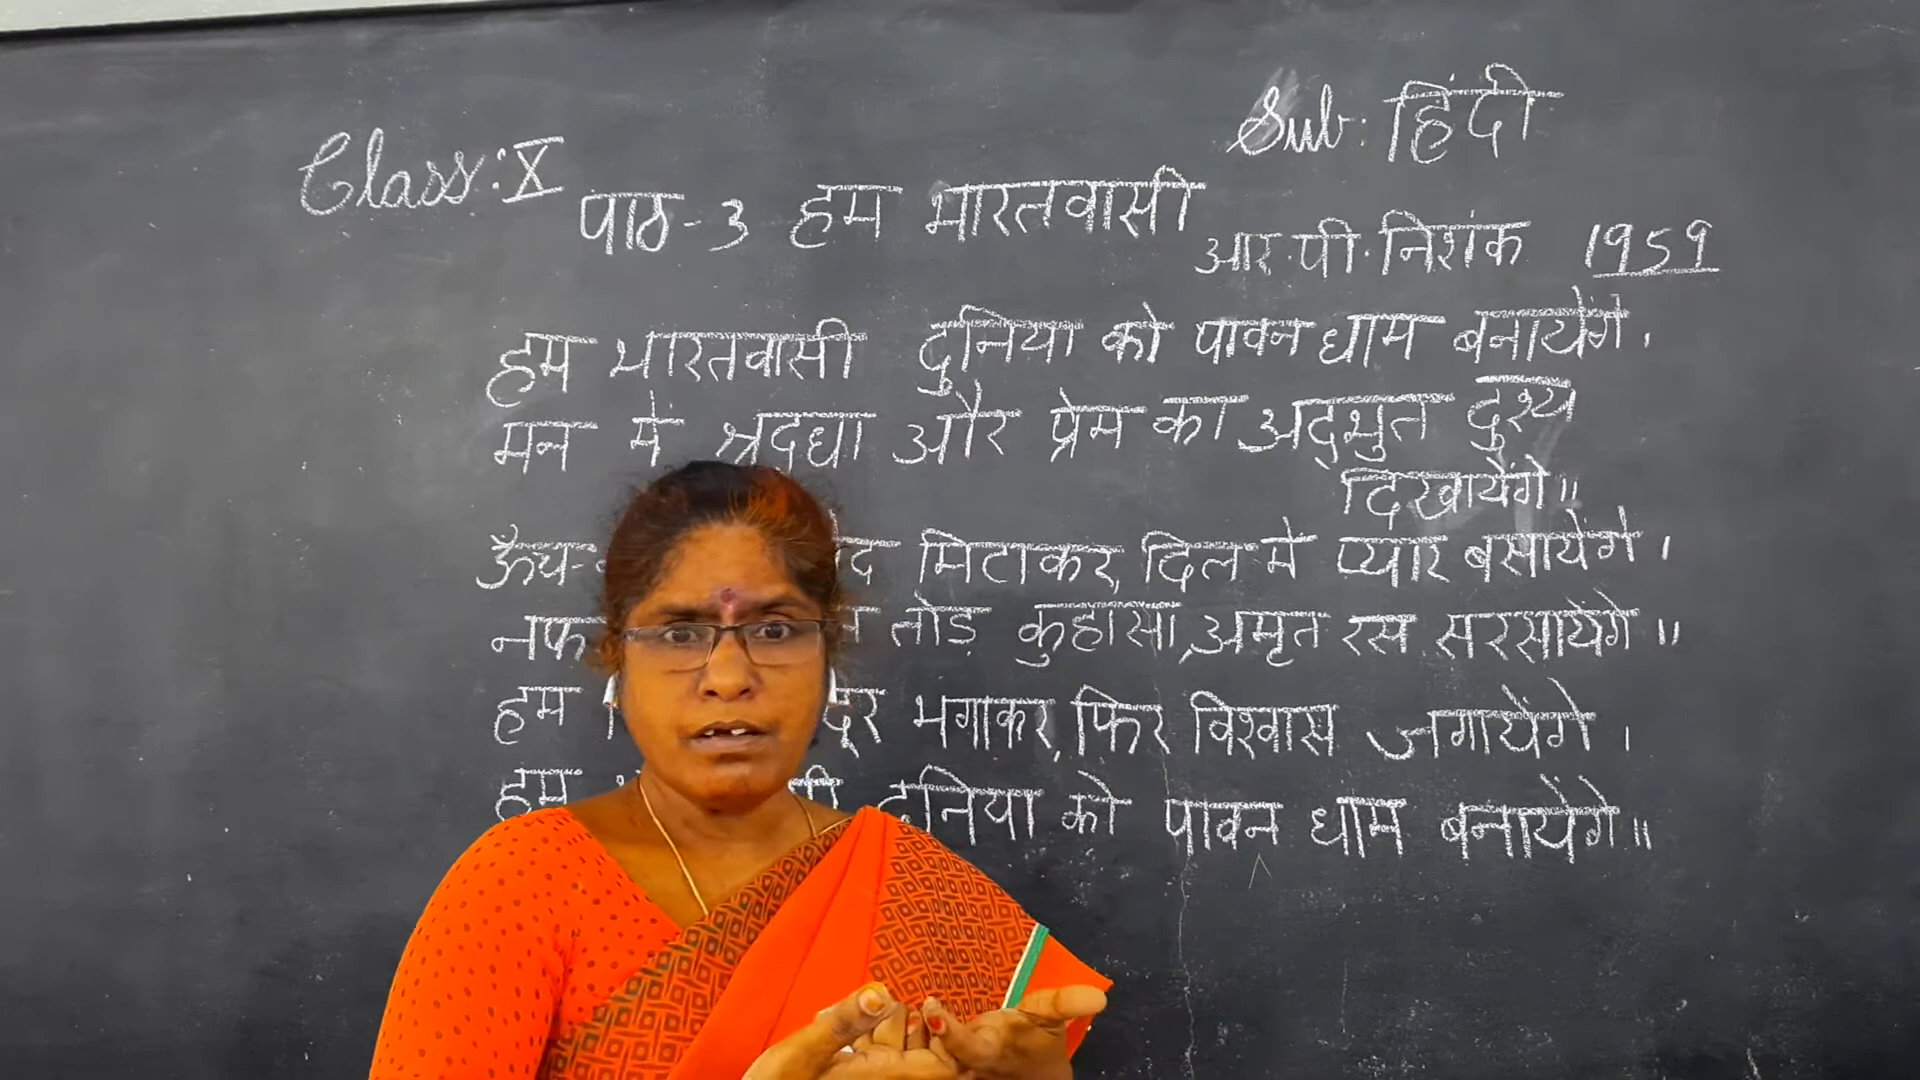 Class: X
Sub: हिंदी
पाठ-3 हम भारतवासी
आर.पी.निशंक 1959
हम भारतवासी दुनिया को पावन धाम बनायेंगे।
मन में श्रद्धा और प्रेम का अद्भुत दृश्य
दिखायेंगे॥
ऊँच- मिटाकर, दिल में प्यार बसायेंगे।
तोड़ कुहासा, अमृत रस सरसायेंगे॥
हम दूर भगाकर, फिर विश्वास जगायेंगे।
हम दुनिया को पावन धाम बनायेंगे॥